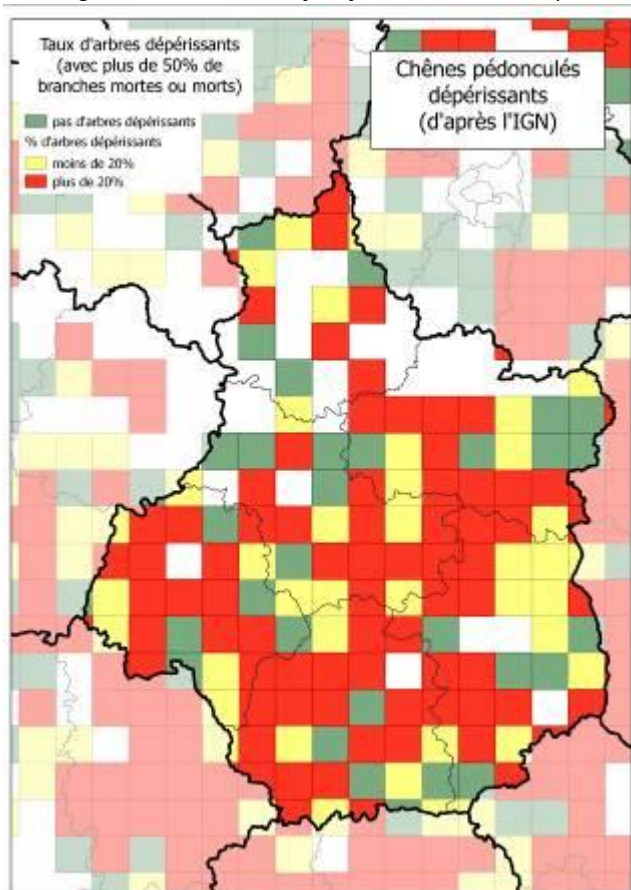 Taux d'arbres dépérissants
(avec plus de 50% de
branches mortes ou morts)
pas d'arbres dépérissants
% d'arbres dépérissants
moins de 20%
plus de 20%
Chênes pédonculés
dépérissants
(d'après l'IGN)